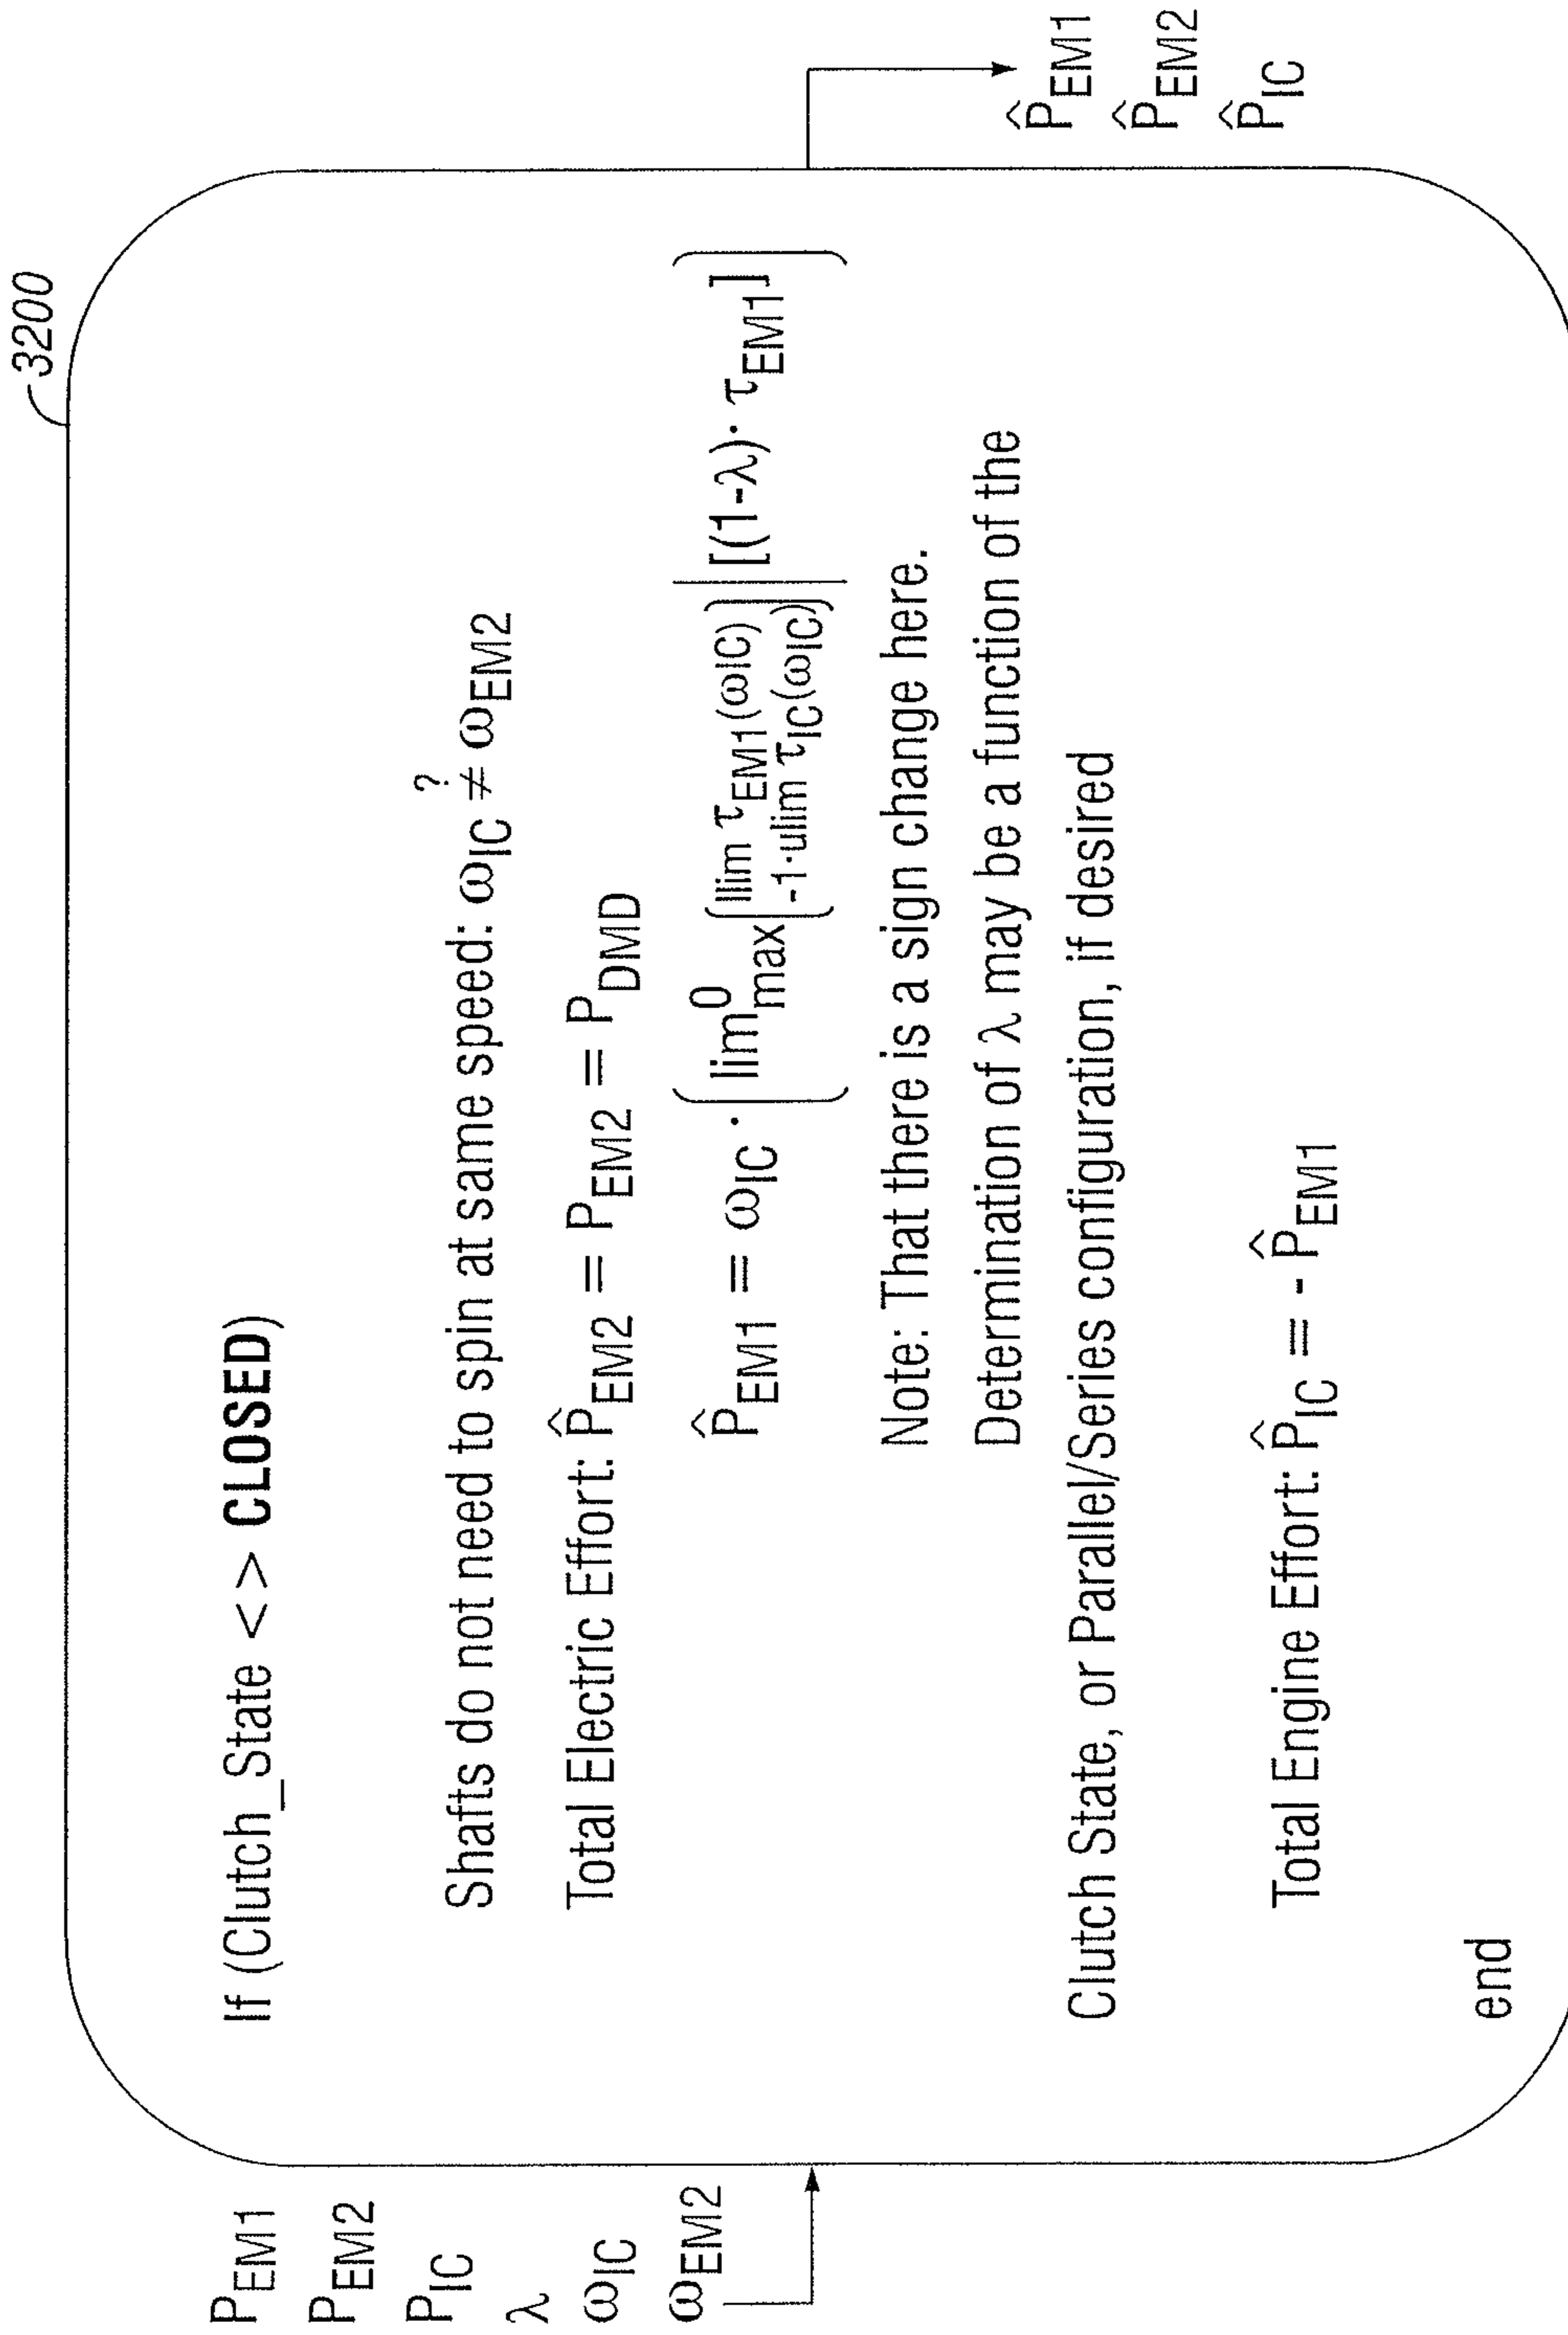 3200
P_EM1
P_EM2
P_IC
λ
ω_IC
ω_EM2
If (Clutch_State <> CLOSED)
Shafts do not need to spin at same speed: ω_IC ≠^? ω_EM2
Total Electric Effort: P̂_EM2 = P_EM2 = P_DMD
P̂_EM1 = ω_IC · ( lim^0_max( llim τ_EM1(ω_IC) / -1·ulim τ_IC(ω_IC) ) | [(1-λ)· τ_EM1] )
Note: That there is a sign change here.
Determination of λ may be a function of the
Clutch State, or Parallel/Series configuration, if desired
Total Engine Effort: P̂_IC = - P̂_EM1
end
P̂_EM1
P̂_EM2
P̂_IC